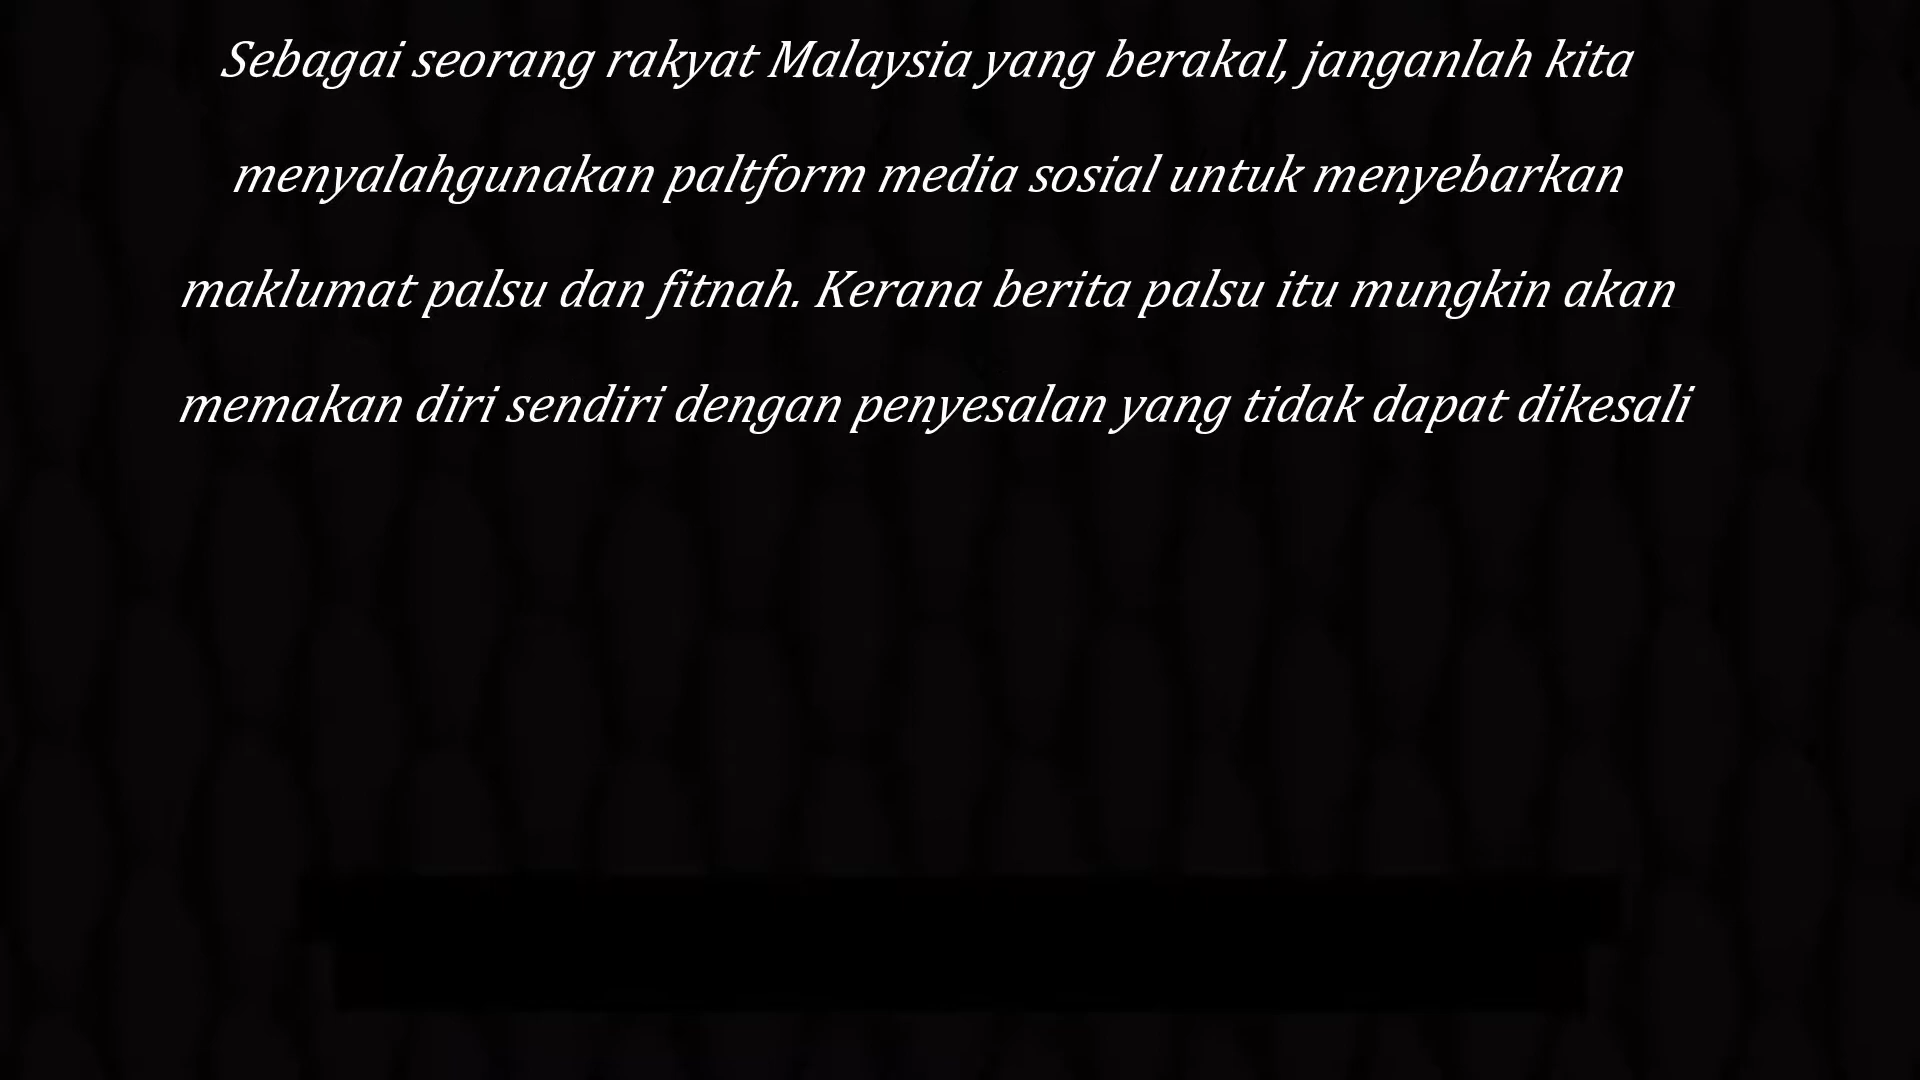 Sebagai seorang rakyat Malaysia yang berakal, janganlah kita
menyalahgunakan paltform media sosial untuk menyebarkan
maklumat palsu dan fitnah. Kerana berita palsu itu mungkin akan
memakan diri sendiri dengan penyesalan yang tidak dapat dikesali